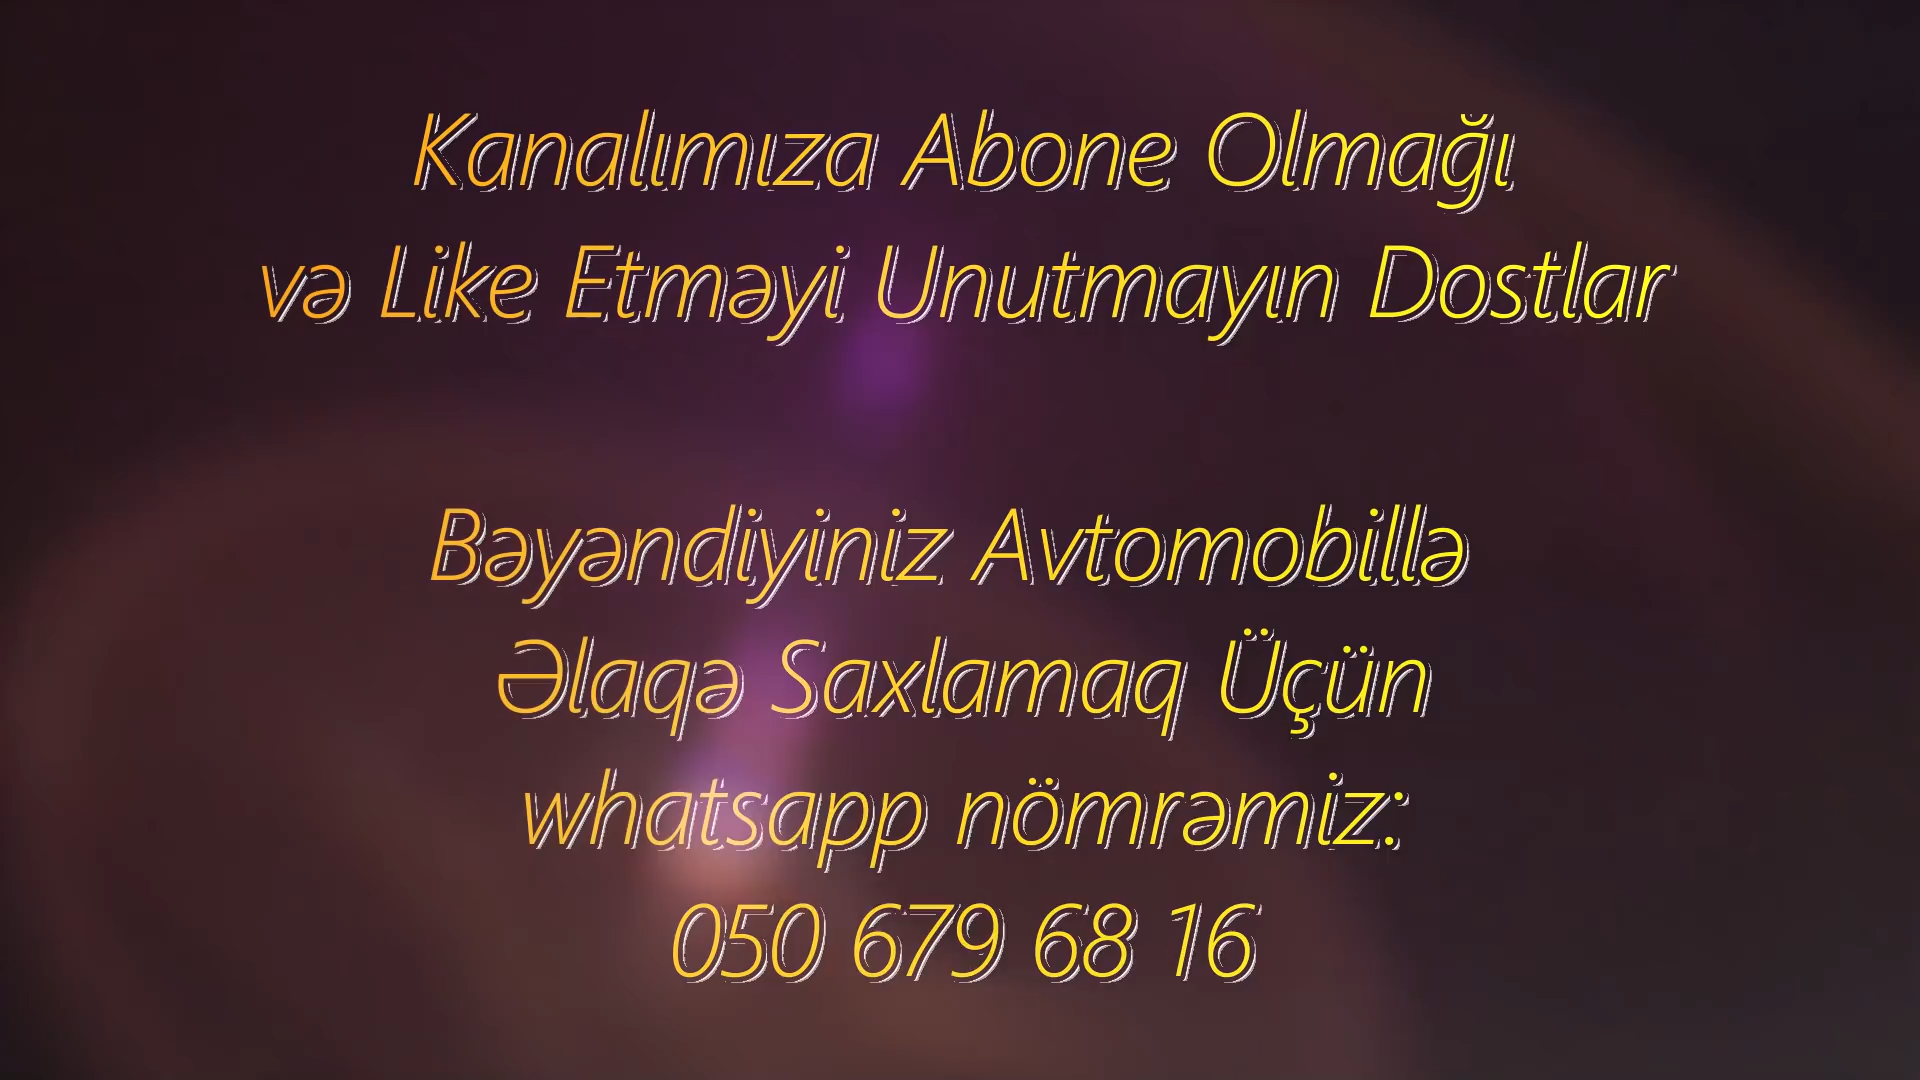 Kanalımıza Abone Olmağı
və Like Etməyi Unutmayın Dostlar
Bəyəndiyiniz Avtomobillə
Əlaqə Saxlamaq Üçün
whatsapp nömrəmiz:
050 679 68 16